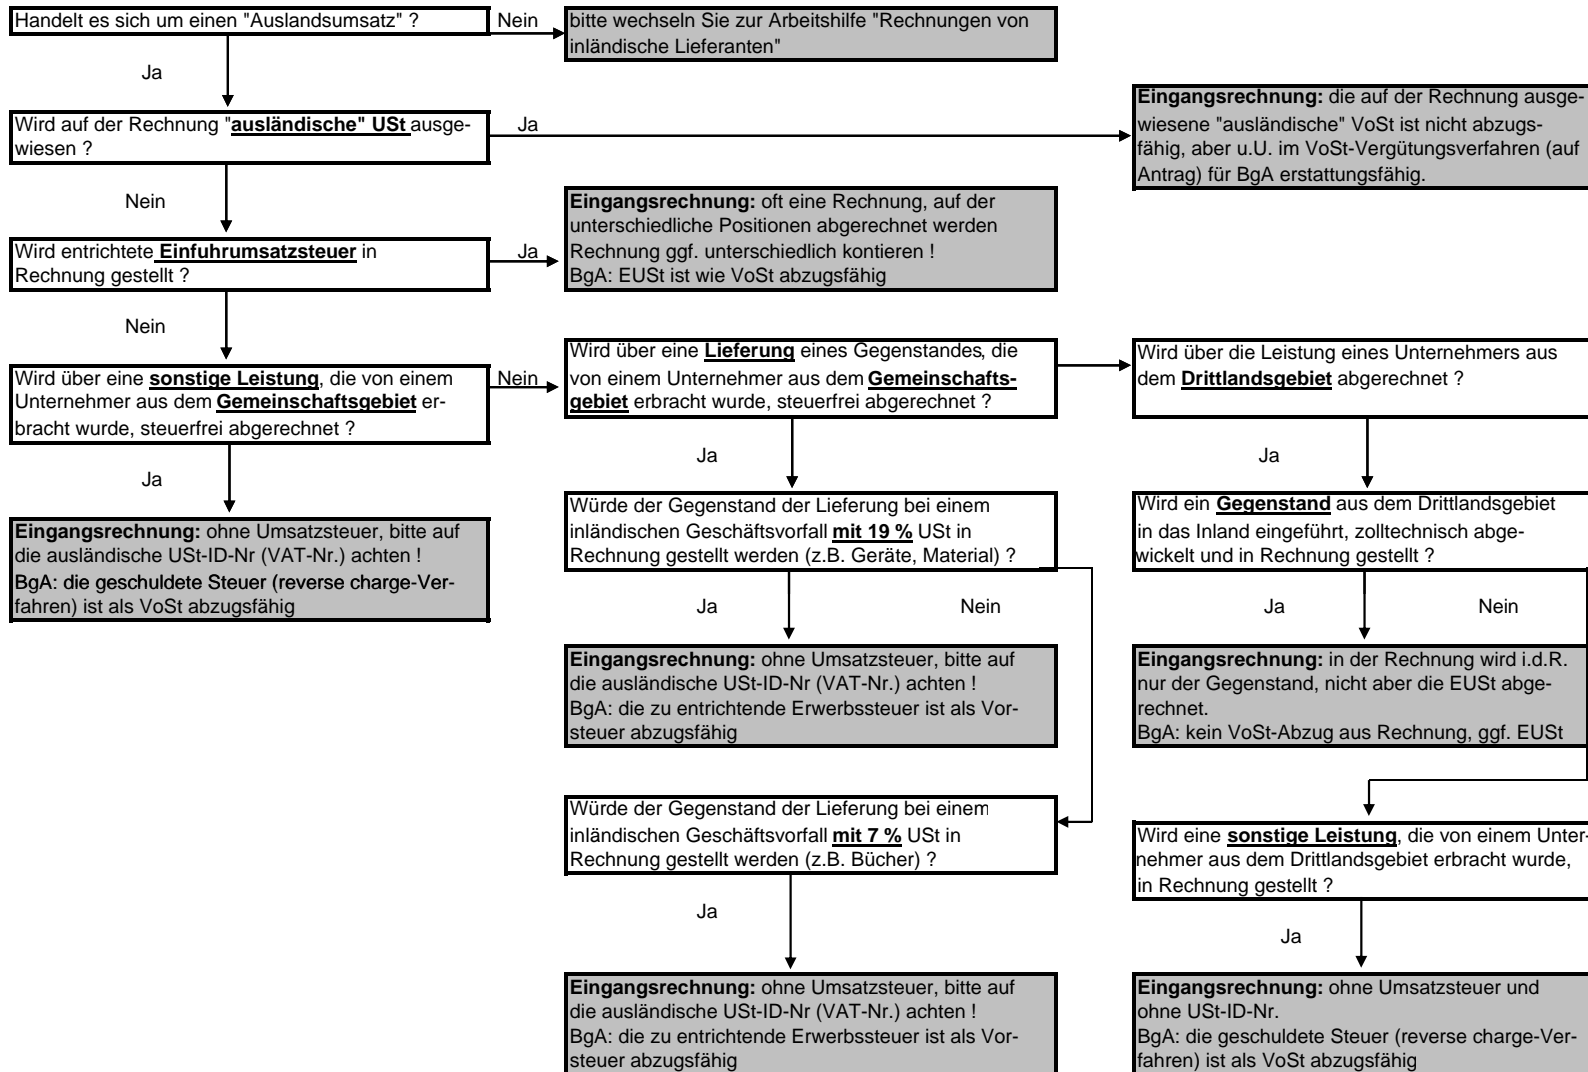 Handelt es sich um einen "Auslandsumsatz" ?
Nein
bitte wechseln Sie zur Arbeitshilfe "Rechnungen von
inländische Lieferanten"
Ja
Wird auf der Rechnung "ausländische" USt ausge-
wiesen ?
Ja
Eingangsrechnung: die auf der Rechnung ausge-
wiesene "ausländische" VoSt ist nicht abzugs-
fähig, aber u.U. im VoSt-Vergütungsverfahren (auf
Antrag) für BgA erstattungsfähig.
Nein
Wird entrichtete Einfuhrumsatzsteuer in
Rechnung gestellt ?
Ja
Eingangsrechnung: oft eine Rechnung, auf der
unterschiedliche Positionen abgerechnet werden
Rechnung ggf. unterschiedlich kontieren !
BgA: EUSt ist wie VoSt abzugsfähig
Nein
Wird über eine sonstige Leistung, die von einem
Unternehmer aus dem Gemeinschaftsgebiet er-
bracht wurde, steuerfrei abgerechnet ?
Nein
Wird über eine Lieferung eines Gegenstandes, die
von einem Unternehmer aus dem Gemeinschafts-
gebiet erbracht wurde, steuerfrei abgerechnet ?
Wird über die Leistung eines Unternehmers aus
dem Drittlandsgebiet abgerechnet ?
Ja
Ja
Ja
Eingangsrechnung: ohne Umsatzsteuer, bitte auf
die ausländische USt-ID-Nr (VAT-Nr.) achten !
BgA: die geschuldete Steuer (reverse charge-Ver-
fahren) ist als VoSt abzugsfähig
Würde der Gegenstand der Lieferung bei einem
inländischen Geschäftsvorfall mit 19 % USt in
Rechnung gestellt werden (z.B. Geräte, Material) ?
Wird ein Gegenstand aus dem Drittlandsgebiet
in das Inland eingeführt, zolltechnisch abge-
wickelt und in Rechnung gestellt ?
Ja
Nein
Ja
Nein
Eingangsrechnung: ohne Umsatzsteuer, bitte auf
die ausländische USt-ID-Nr (VAT-Nr.) achten !
BgA: die zu entrichtende Erwerbssteuer ist als Vor-
steuer abzugsfähig
Eingangsrechnung: in der Rechnung wird i.d.R.
nur der Gegenstand, nicht aber die EUSt abge-
rechnet.
BgA: kein VoSt-Abzug aus Rechnung, ggf. EUSt
Würde der Gegenstand der Lieferung bei einem
inländischen Geschäftsvorfall mit 7 % USt in
Rechnung gestellt werden (z.B. Bücher) ?
Wird eine sonstige Leistung, die von einem Unter-
nehmer aus dem Drittlandsgebiet erbracht wurde,
in Rechnung gestellt ?
Ja
Ja
Eingangsrechnung: ohne Umsatzsteuer, bitte auf
die ausländische USt-ID-Nr (VAT-Nr.) achten !
BgA: die zu entrichtende Erwerbssteuer ist als Vor-
steuer abzugsfähig
Eingangsrechnung: ohne Umsatzsteuer und
ohne USt-ID-Nr.
BgA: die geschuldete Steuer (reverse charge-Ver-
fahren) ist als VoSt abzugsfähig